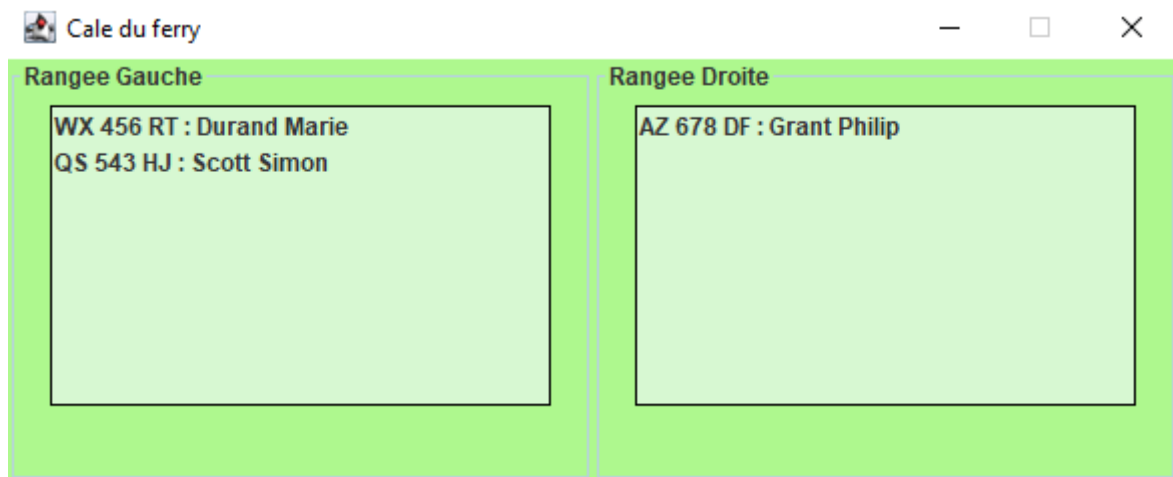 Cale du ferry
Rangee Gauche
WX 456 RT : Durand Marie
QS 543 HJ : Scott Simon
Rangee Droite
AZ 678 DF : Grant Philip